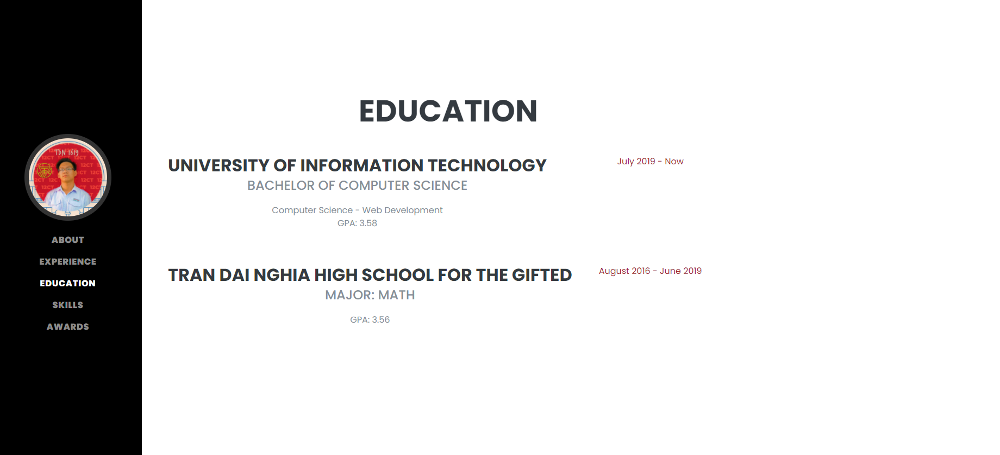 TDN 1619
ABOUT
EXPERIENCE
EDUCATION
SKILLS
AWARDS
EDUCATION
UNIVERSITY OF INFORMATION TECHNOLOGY
July 2019 - Now
BACHELOR OF COMPUTER SCIENCE
Computer Science - Web Development
GPA: 3.58
TRAN DAI NGHIA HIGH SCHOOL FOR THE GIFTED
August 2016 - June 2019
MAJOR: MATH
GPA: 3.56